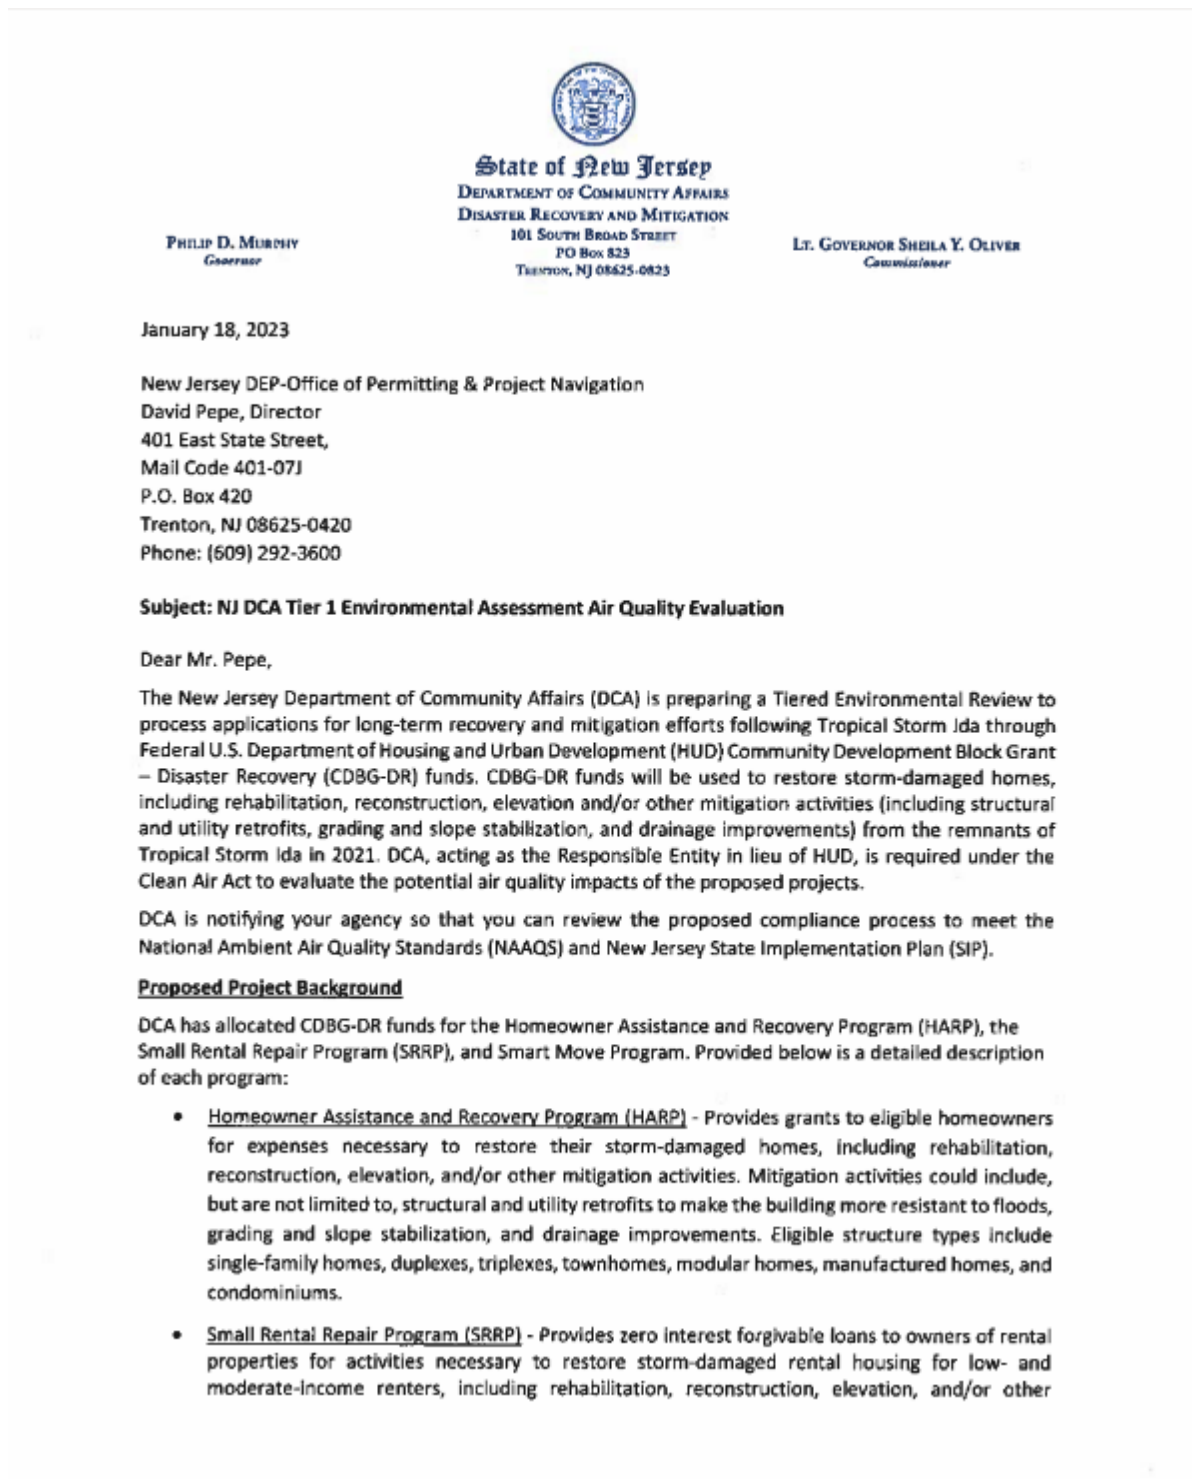 State of New Jersey
DEPARTMENT OF COMMUNITY AFFAIRS
DISASTER RECOVERY AND MITIGATION
101 SOUTH BROAD STREET
PO BOX 823
TRENTON, NJ 08625-0823
PHILIP D. MURPHY
Governor
LT. GOVERNOR SHEILA Y. OLIVER
Commissioner
January 18, 2023
New Jersey DEP-Office of Permitting & Project Navigation
David Pepe, Director
401 East State Street,
Mail Code 401-07J
P.O. Box 420
Trenton, NJ 08625-0420
Phone: (609) 292-3600
Subject: NJ DCA Tier 1 Environmental Assessment Air Quality Evaluation
Dear Mr. Pepe,
The New Jersey Department of Community Affairs (DCA) is preparing a Tiered Environmental Review to
process applications for long-term recovery and mitigation efforts following Tropical Storm Ida through
Federal U.S. Department of Housing and Urban Development (HUD) Community Development Block Grant
– Disaster Recovery (CDBG-DR) funds. CDBG-DR funds will be used to restore storm-damaged homes,
including rehabilitation, reconstruction, elevation and/or other mitigation activities (including structural
and utility retrofits, grading and slope stabilization, and drainage improvements) from the remnants of
Tropical Storm Ida in 2021. DCA, acting as the Responsible Entity in lieu of HUD, is required under the
Clean Air Act to evaluate the potential air quality impacts of the proposed projects.
DCA is notifying your agency so that you can review the proposed compliance process to meet the
National Ambient Air Quality Standards (NAAQS) and New Jersey State Implementation Plan (SIP).
Proposed Project Background
DCA has allocated CDBG-DR funds for the Homeowner Assistance and Recovery Program (HARP), the
Small Rental Repair Program (SRRP), and Smart Move Program. Provided below is a detailed description
of each program:
• Homeowner Assistance and Recovery Program (HARP) - Provides grants to eligible homeowners
for expenses necessary to restore their storm-damaged homes, including rehabilitation,
reconstruction, elevation, and/or other mitigation activities. Mitigation activities could include,
but are not limited to, structural and utility retrofits to make the building more resistant to floods,
grading and slope stabilization, and drainage improvements. Eligible structure types include
single-family homes, duplexes, triplexes, townhomes, modular homes, manufactured homes, and
condominiums.
• Small Rental Repair Program (SRRP) - Provides zero interest forgivable loans to owners of rental
properties for activities necessary to restore storm-damaged rental housing for low- and
moderate-income renters, including rehabilitation, reconstruction, elevation, and/or other